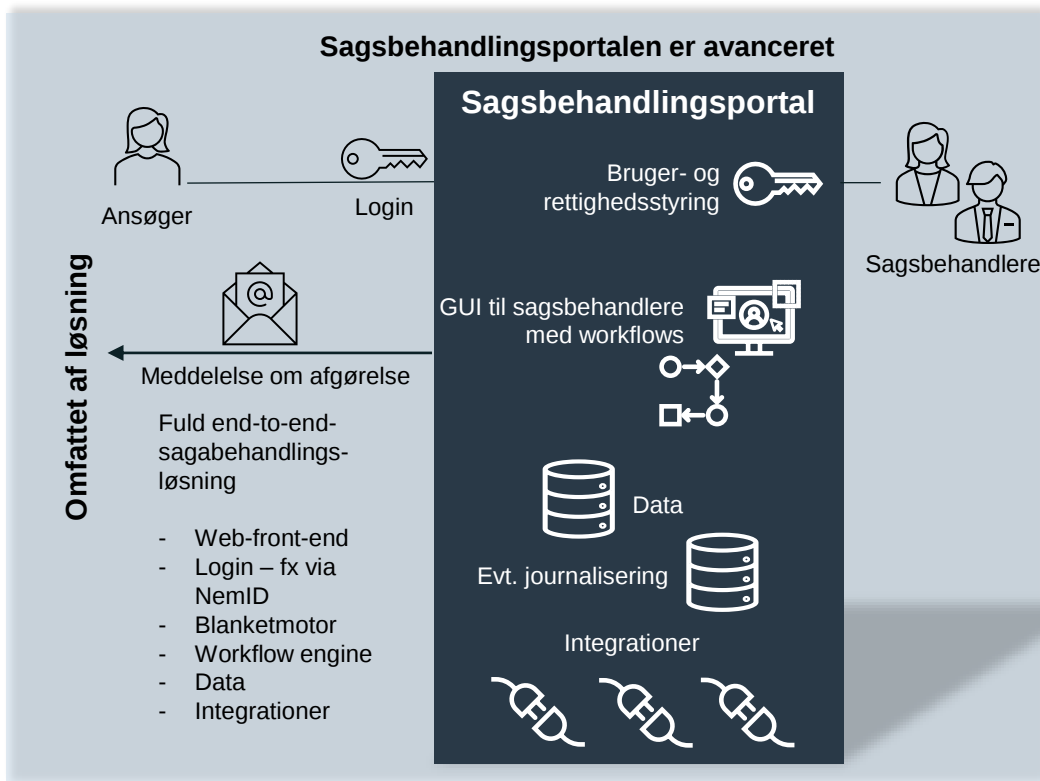 Sagsbehandlingsportalen er avanceret
Sagsbehandlingsportal
Ansøger
Login
Bruger- og
rettighedsstyring
Sagsbehandlere
Omfattet af løsning
@
Meddelelse om afgørelse
GUI til sagsbehandlere
med workflows
Fuld end-to-end-
sagabehandlings-
løsning
- Web-front-end
- Login – fx via
NemID
- Blanketmotor
- Workflow engine
- Data
- Integrationer
Data
Evt. journalisering
Integrationer